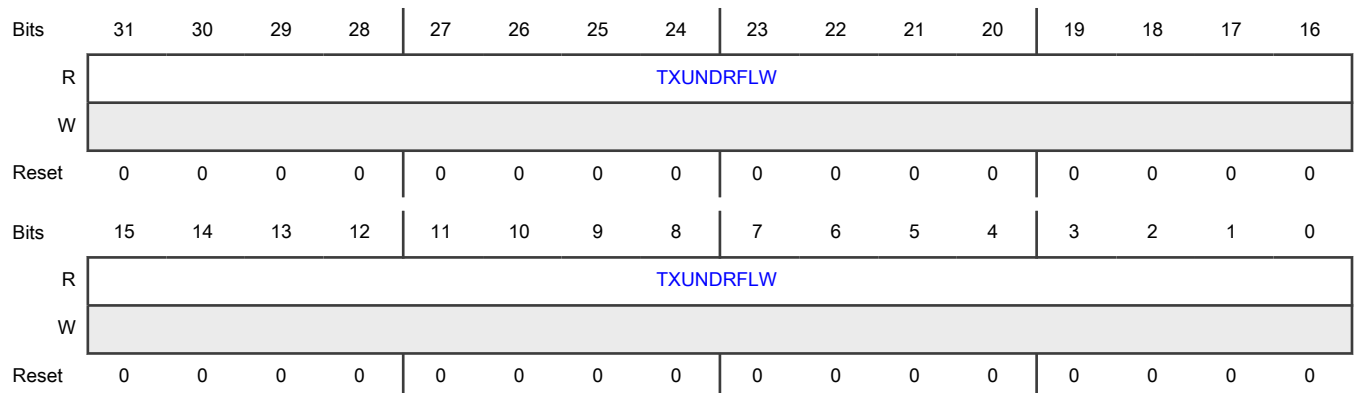 Bits 31 30 29 28 27 26 25 24 23 22 21 20 19 18 17 16
R TXUNDRFLW
W
Reset 0 0 0 0 0 0 0 0 0 0 0 0 0 0 0 0
Bits 15 14 13 12 11 10 9 8 7 6 5 4 3 2 1 0
R TXUNDRFLW
W
Reset 0 0 0 0 0 0 0 0 0 0 0 0 0 0 0 0